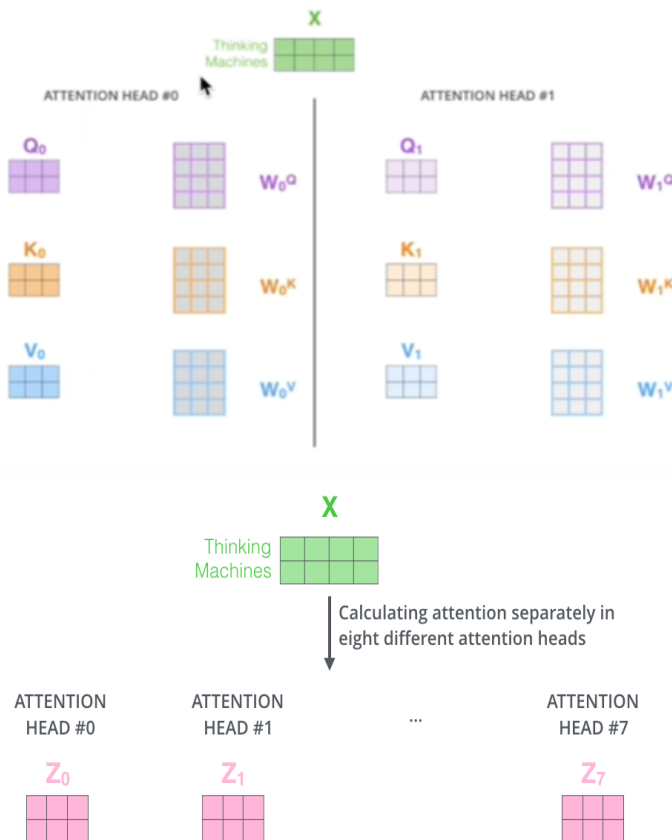 X
Thinking
Machines
ATTENTION HEAD #0
ATTENTION HEAD #1
Q₀
W₀Q
Q₁
W₁Q
K₀
W₀K
K₁
W₁K
V₀
W₀V
V₁
W₁V
X
Thinking
Machines
Calculating attention separately in
eight different attention heads
ATTENTION
HEAD #0
ATTENTION
HEAD #1
...
ATTENTION
HEAD #7
Z₀
Z₁
Z₇